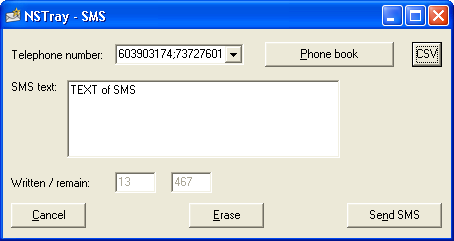 NSTray - SMS
Telephone number: 603903174;73727601 Phone book CSV
SMS text: TEXT of SMS
Written / remain: 13 467
Cancel Erase Send SMS